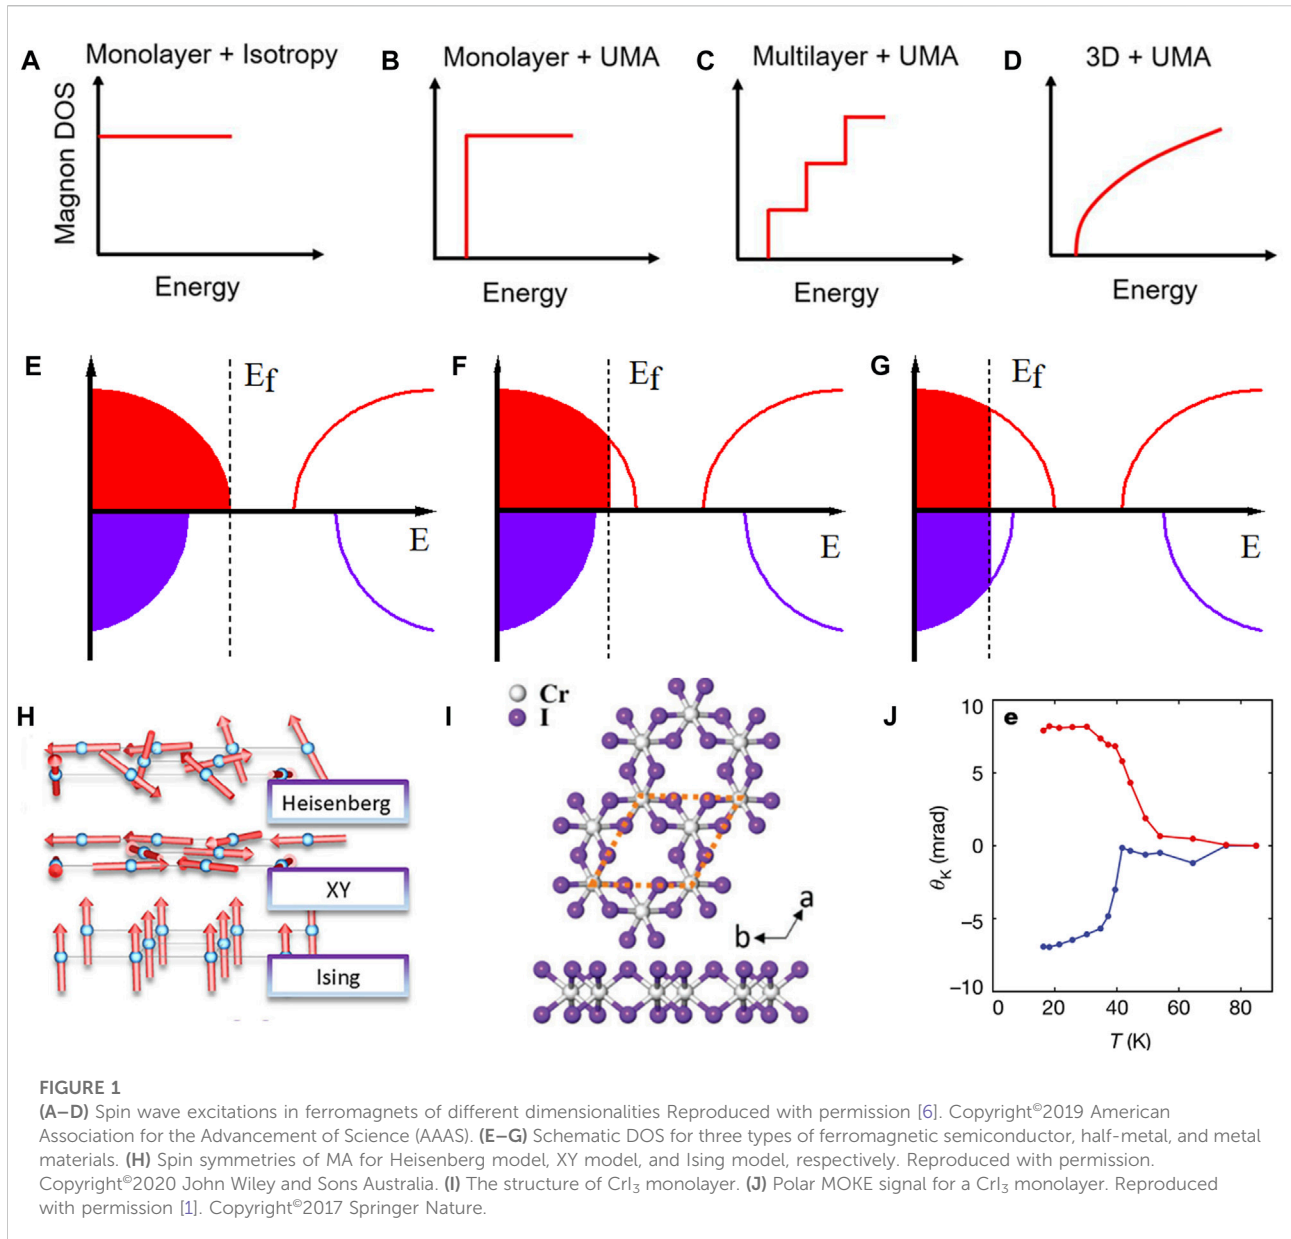 A Monolayer + Isotropy
Magnon DOS
Energy
B Monolayer + UMA
Energy
C Multilayer + UMA
Energy
D 3D + UMA
Energy
E
Ef
E
F
Ef
E
G
Ef
E
H
Heisenberg
XY
Ising
I
Cr
I
a
b
J
e
10
5
0
−5
−10
θK (mrad)
0 20 40 60 80
T (K)
FIGURE 1
(A–D) Spin wave excitations in ferromagnets of different dimensionalities Reproduced with permission [6]. Copyright©2019 American
Association for the Advancement of Science (AAAS). (E–G) Schematic DOS for three types of ferromagnetic semiconductor, half-metal, and metal
materials. (H) Spin symmetries of MA for Heisenberg model, XY model, and Ising model, respectively. Reproduced with permission.
Copyright©2020 John Wiley and Sons Australia. (I) The structure of CrI₃ monolayer. (J) Polar MOKE signal for a CrI₃ monolayer. Reproduced
with permission [1]. Copyright©2017 Springer Nature.